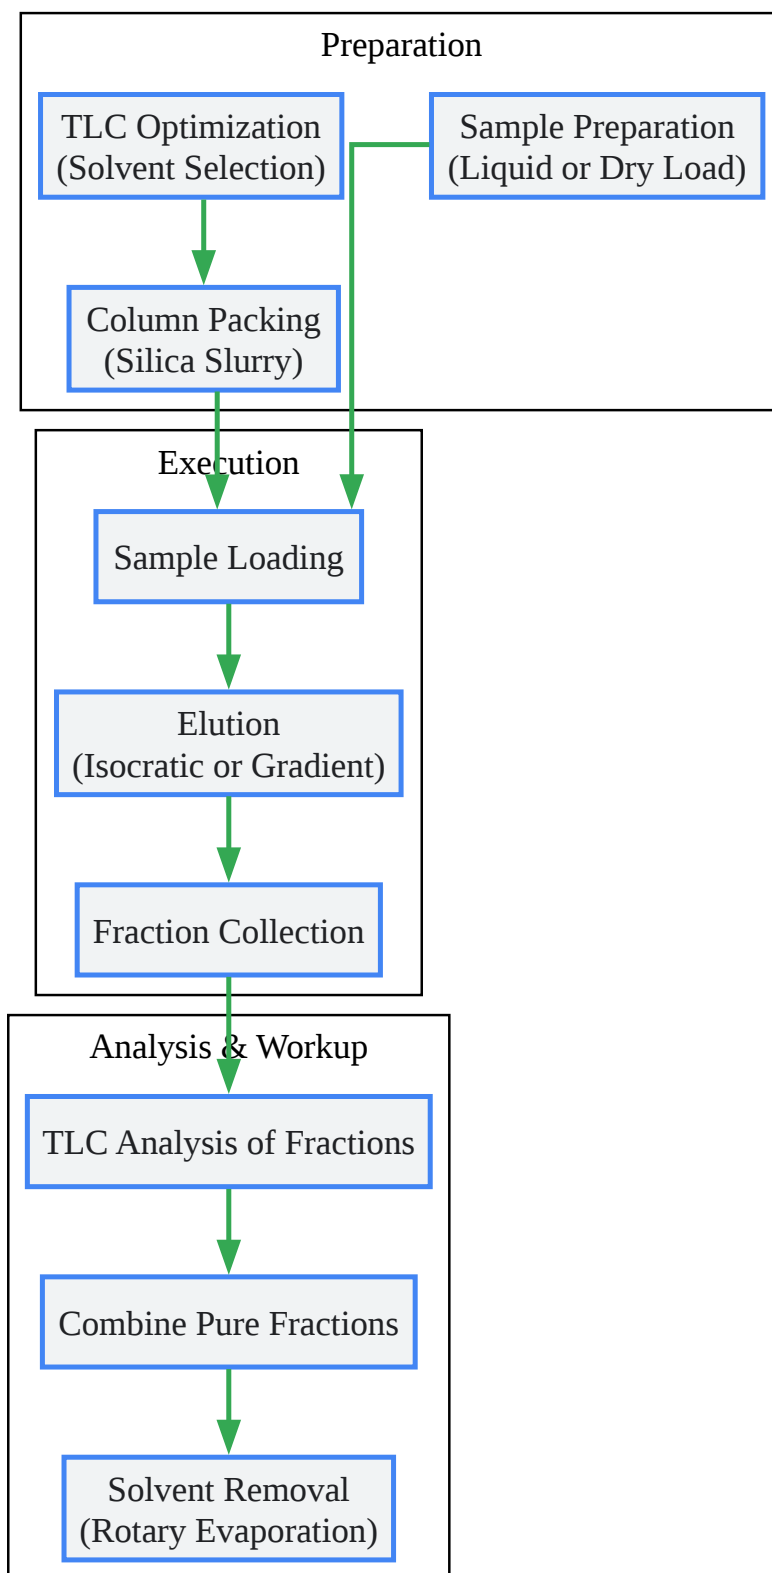 Preparation
TLC Optimization
(Solvent Selection)
Sample Preparation
(Liquid or Dry Load)
Column Packing
(Silica Slurry)
Execution
Sample Loading
Elution
(Isocratic or Gradient)
Fraction Collection
Analysis & Workup
TLC Analysis of Fractions
Combine Pure Fractions
Solvent Removal
(Rotary Evaporation)